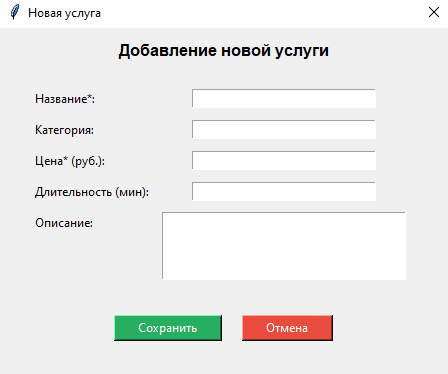 Новая услуга
Добавление новой услуги
Название*:
Категория:
Цена* (руб.):
Длительность (мин):
Описание:
Сохранить Отмена